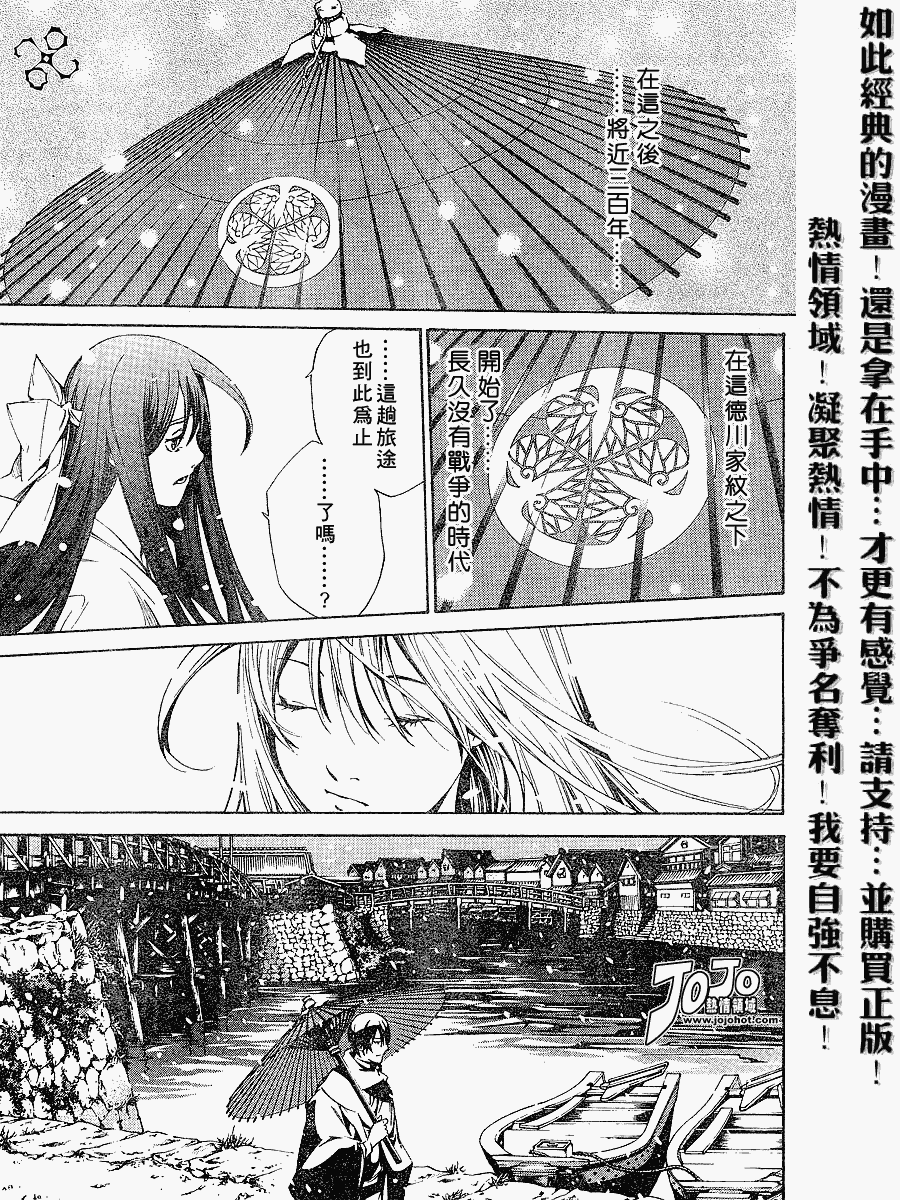 如此經典的漫畫！還是拿在手中…才更有感覺…請支持…並購買正版！
熱情領域！凝聚熱情！不為爭名奪利！我要自強不息！
在這之後
……將近三百年……
在這德川家紋之下
開始了……
長久沒有戰爭的時代
……這趟旅途
也到此爲止
……了嗎……？
JOJO
熱情領域
www.jojohot.com